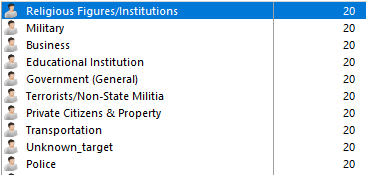 Religious Figures/Institutions 20
Military 20
Business 20
Educational Institution 20
Government (General) 20
Terrorists/Non-State Militia 20
Private Citizens & Property 20
Transportation 20
Unknown_target 20
Police 20